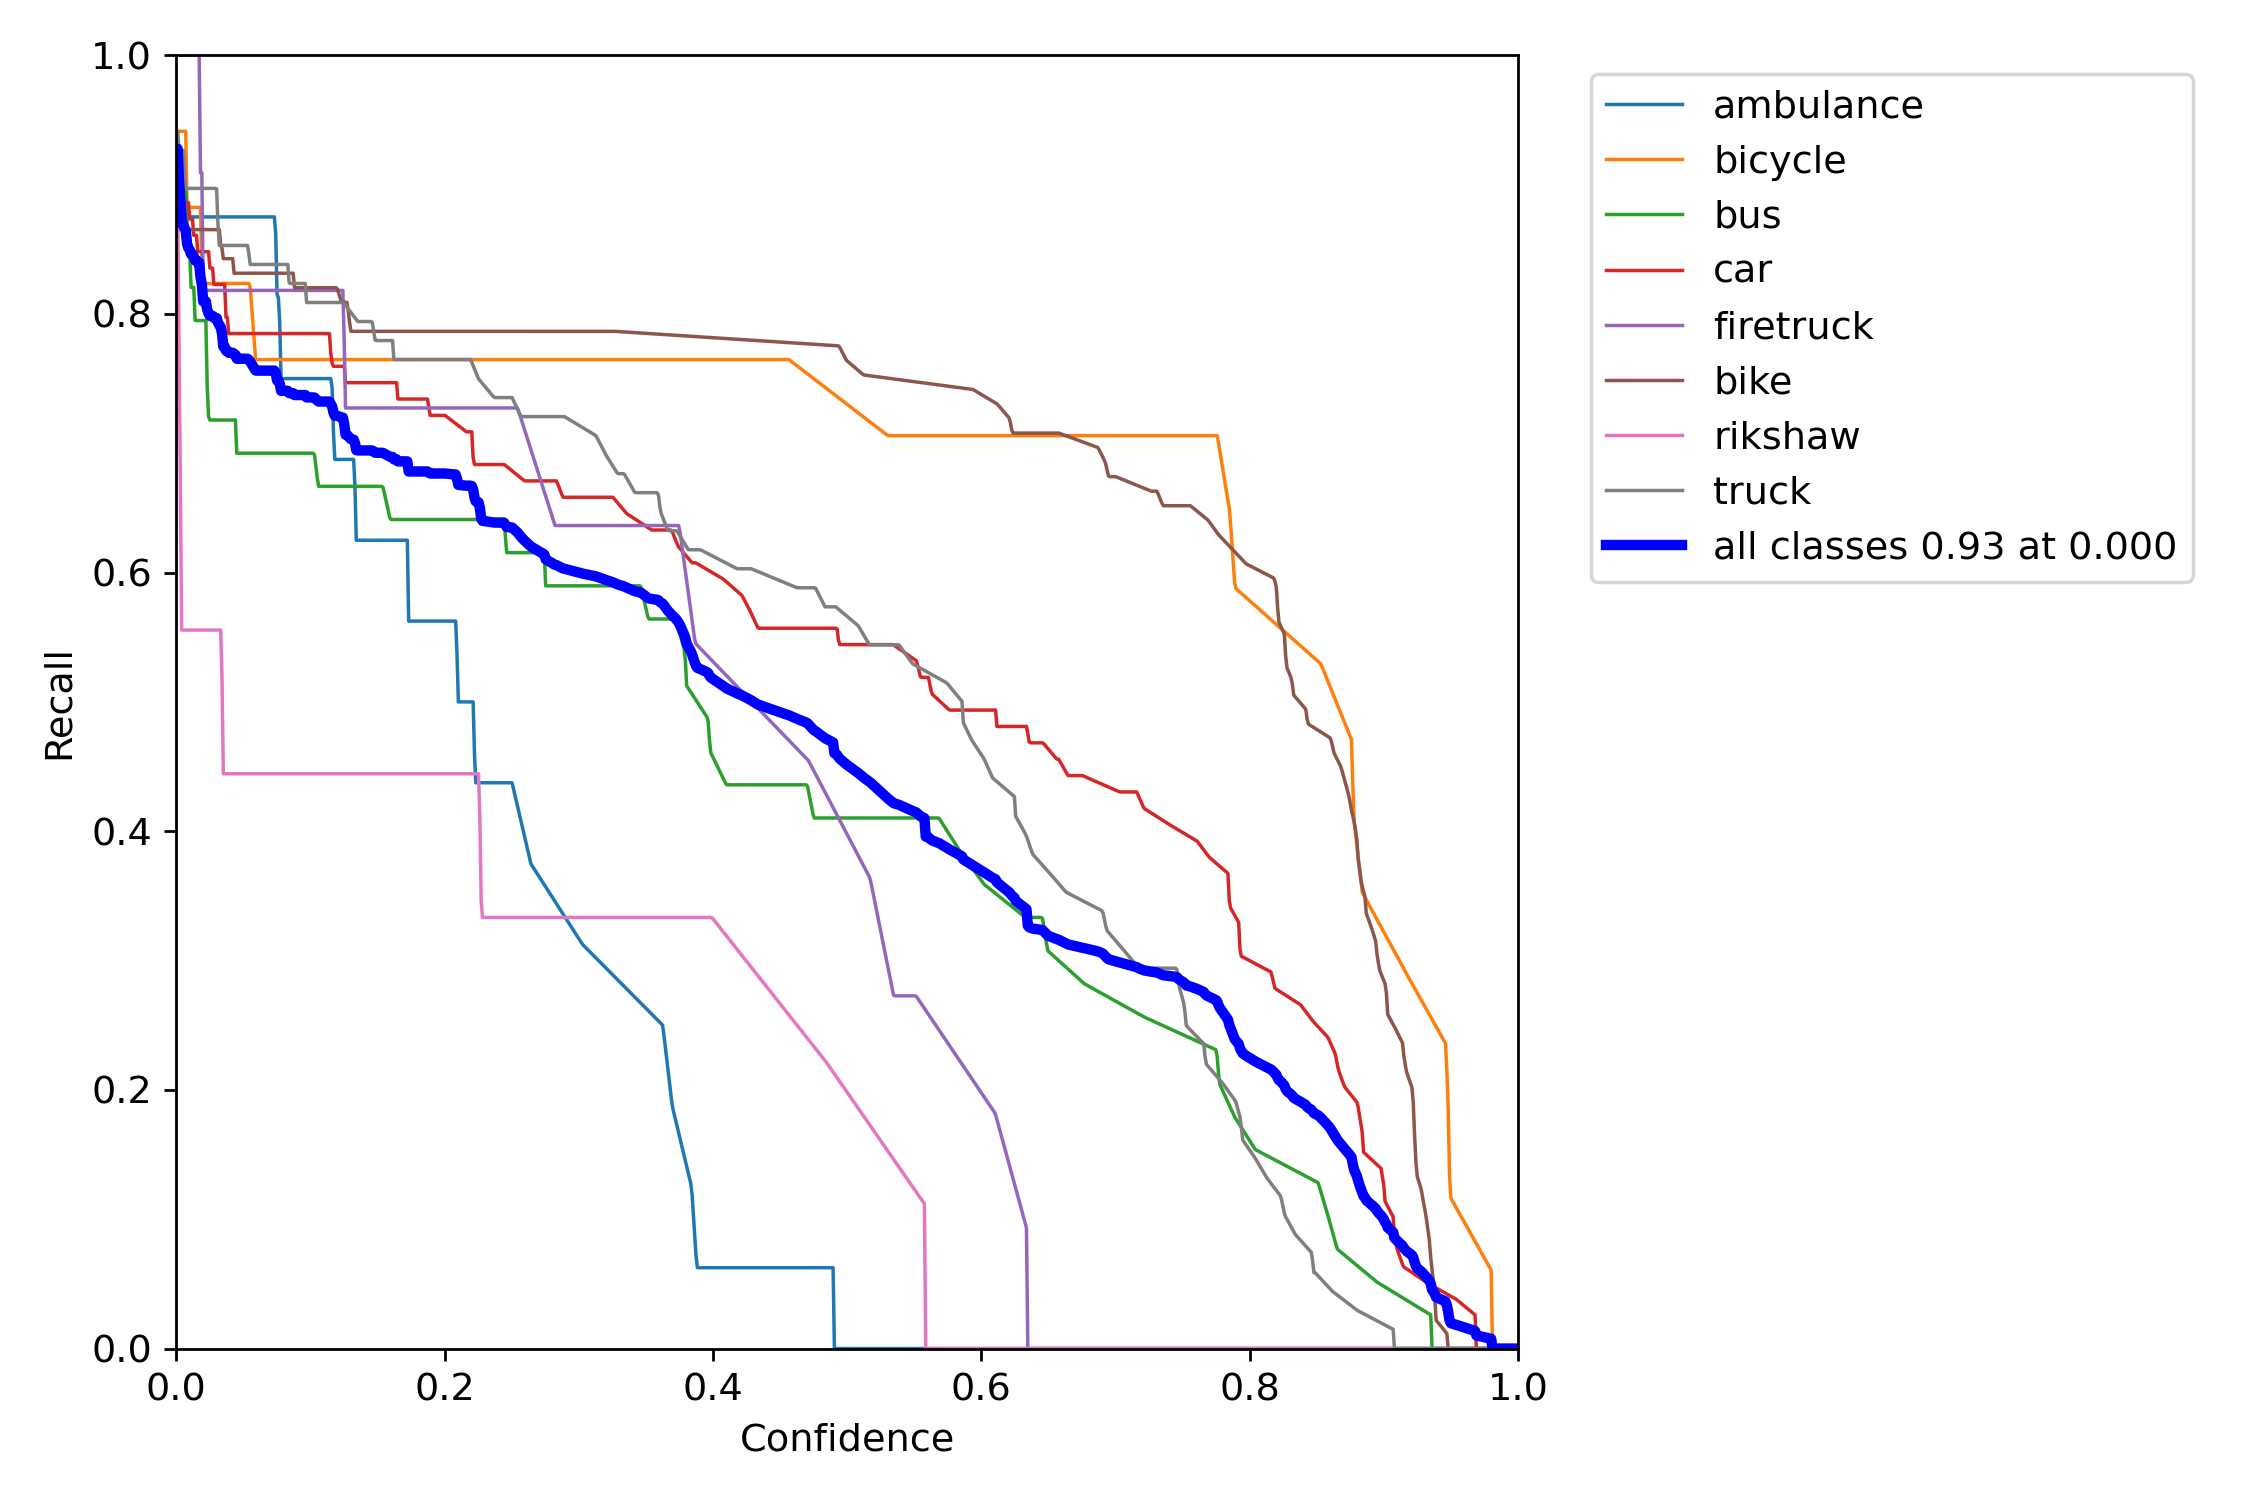 1.0
0.8
0.6
0.4
0.2
0.0
Recall
0.0 0.2 0.4 0.6 0.8 1.0
Confidence
ambulance
bicycle
bus
car
firetruck
bike
rikshaw
truck
all classes 0.93 at 0.000